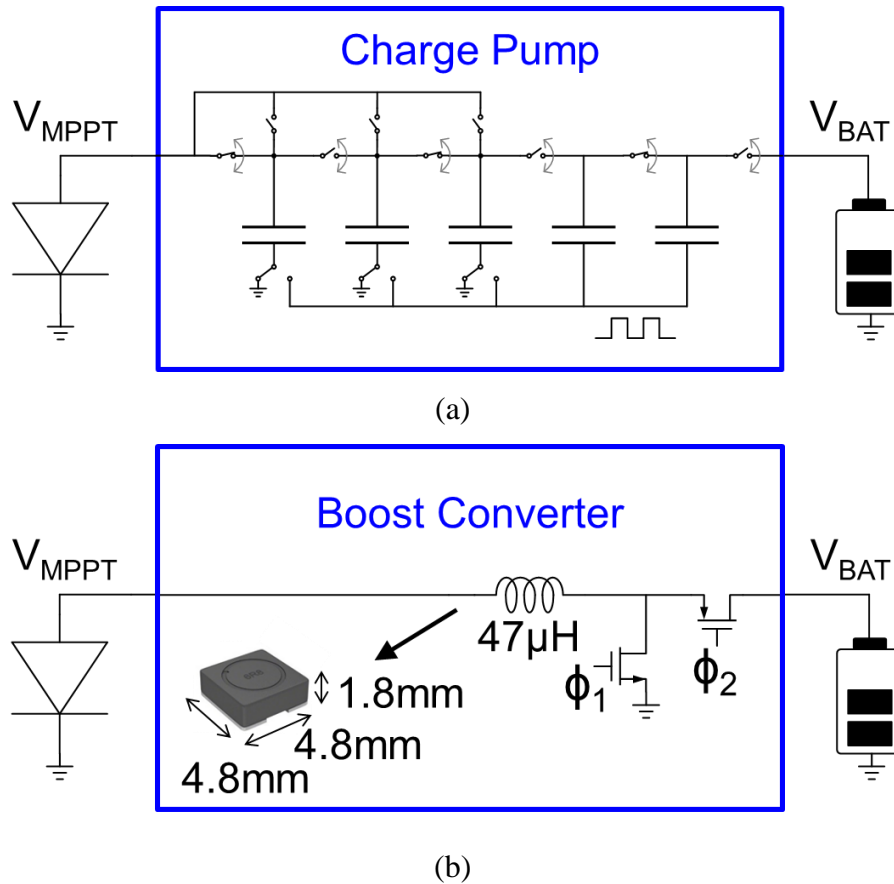 Charge Pump
V_MPPT
V_BAT
(a)
Boost Converter
V_MPPT
V_BAT
47µH
ϕ1
ϕ2
1.8mm
4.8mm
4.8mm
(b)